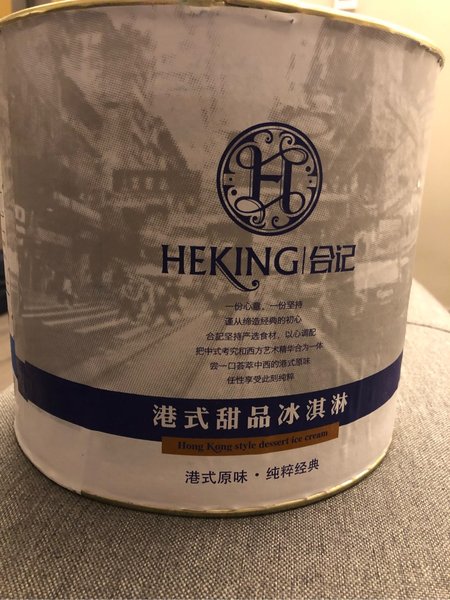 H
HEKING|合记
一份心意，一份坚持
谨从缔造经典的初心
合記坚持严选食材，以心调配
把中式考究和西方艺术精华合为一体
尝一口荟萃中西的港式原味
任性享受此刻纯粹
港式甜品冰淇淋
Hong Kong style dessert ice cream
港式原味·纯粹经典